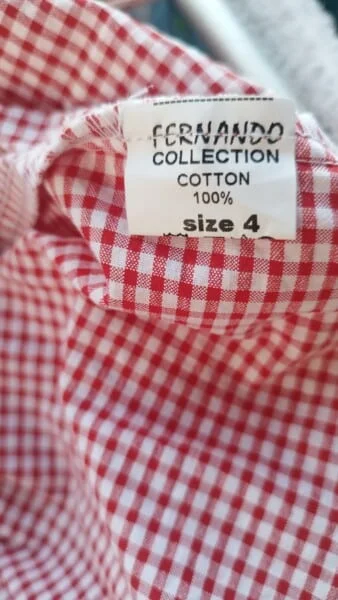 FERNANDO
COLLECTION
COTTON
100%
size 4